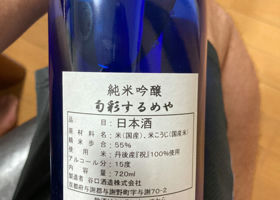 純米吟醸
旬彩するめや
品目:日本酒
原材料名:米(国産)、米こうじ(国産米)
精米歩合:55%
使用米:丹後産『祝』100%使用
アルコール分:15度
内容量:720ml
製造者:谷口酒造株式会社
京都府与謝郡与謝野町字与謝70-2